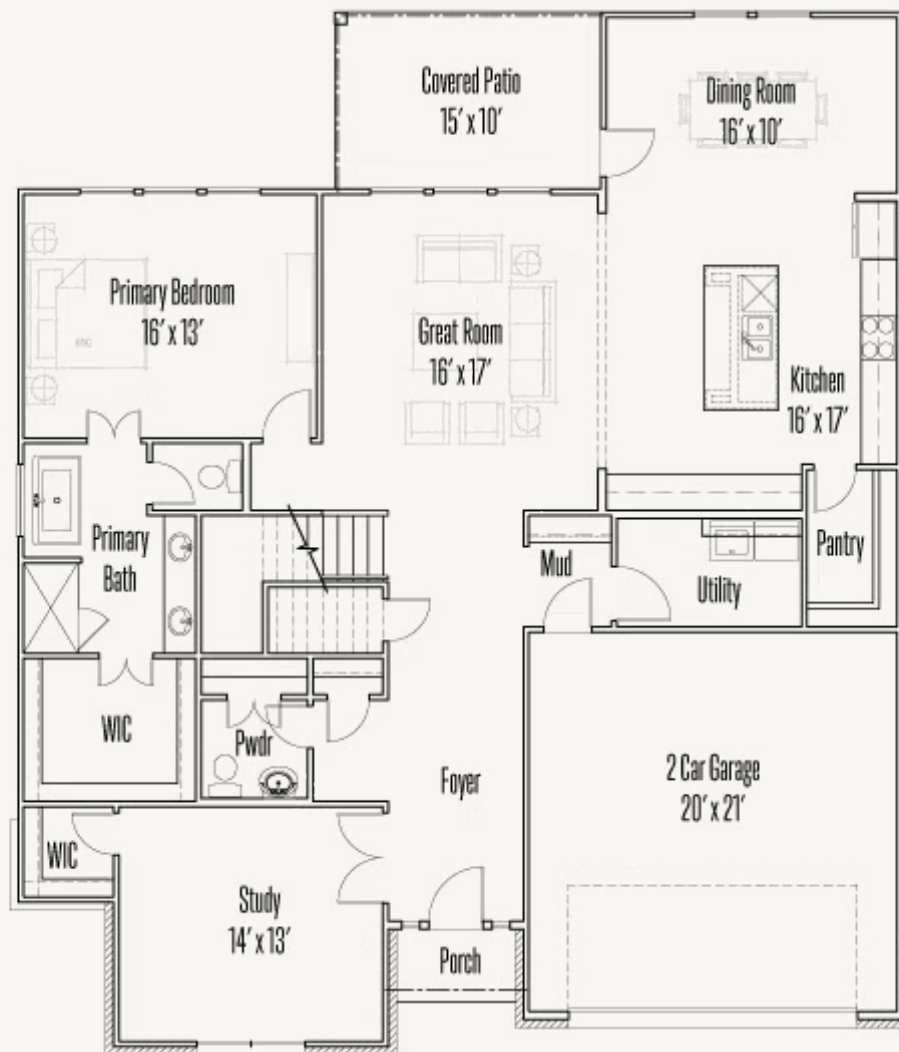 Covered Patio
15' x 10'
Dining Room
16' x 10'
Primary Bedroom
16' x 13'
Great Room
16' x 17'
Kitchen
16' x 17'
Primary
Bath
Mud
Utility
Pantry
WIC
Pwdr
Foyer
2 Car Garage
20' x 21'
WIC
Study
14' x 13'
Porch